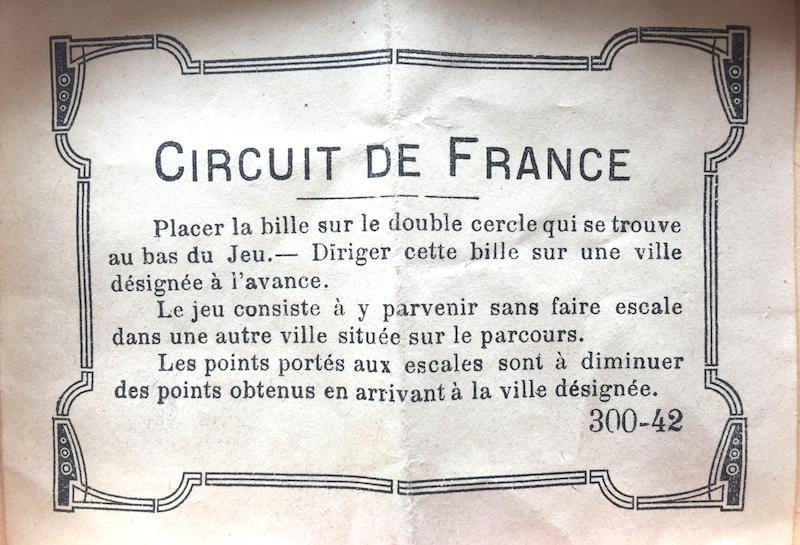 CIRCUIT DE FRANCE
Placer la bille sur le double cercle qui se trouve
au bas du Jeu.— Diriger cette bille sur une ville
désignée à l'avance.
Le jeu consiste à y parvenir sans faire escale
dans une autre ville située sur le parcours.
Les points portés aux escales sont à diminuer
des points obtenus en arrivant à la ville désignée.
300-42